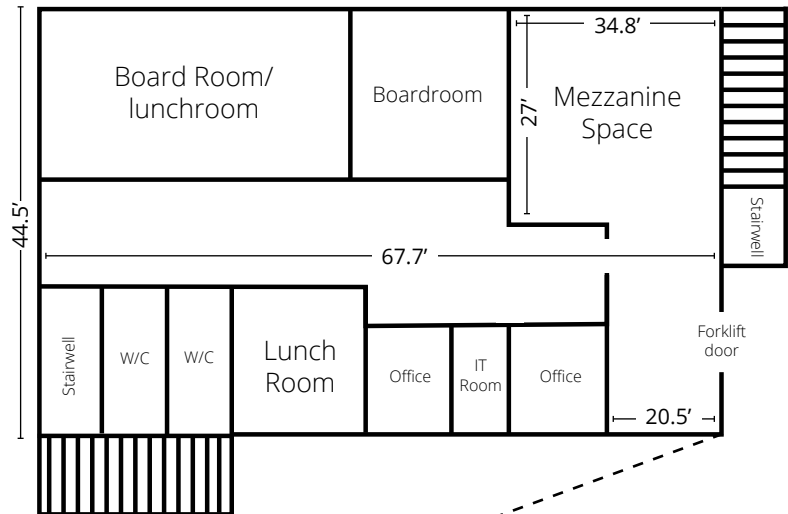 34.8’
Board Room/
lunchroom
Boardroom
27’
Mezzanine
Space
44.5’
Stairwell
67.7’
Forklift
door
Stairwell
W/C
W/C
Lunch
Room
Office
IT
Room
Office
20.5’